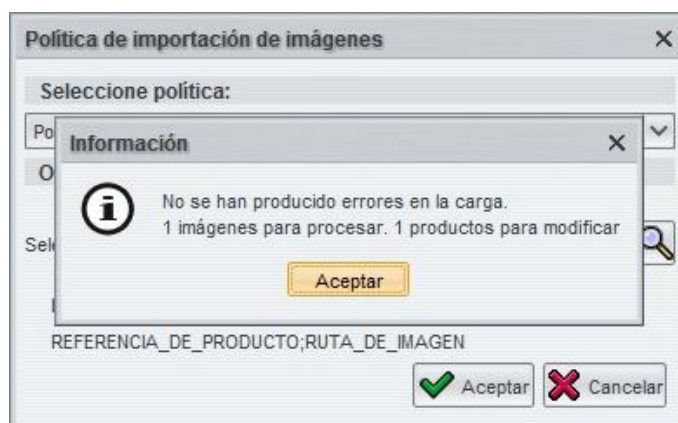 Política de importación de imágenes
Seleccione política:
Po
Información
O
No se han producido errores en la carga.
1 imágenes para procesar. 1 productos para modificar
Sele
Aceptar
REFERENCIA_DE_PRODUCTO;RUTA_DE_IMAGEN
Aceptar
Cancelar